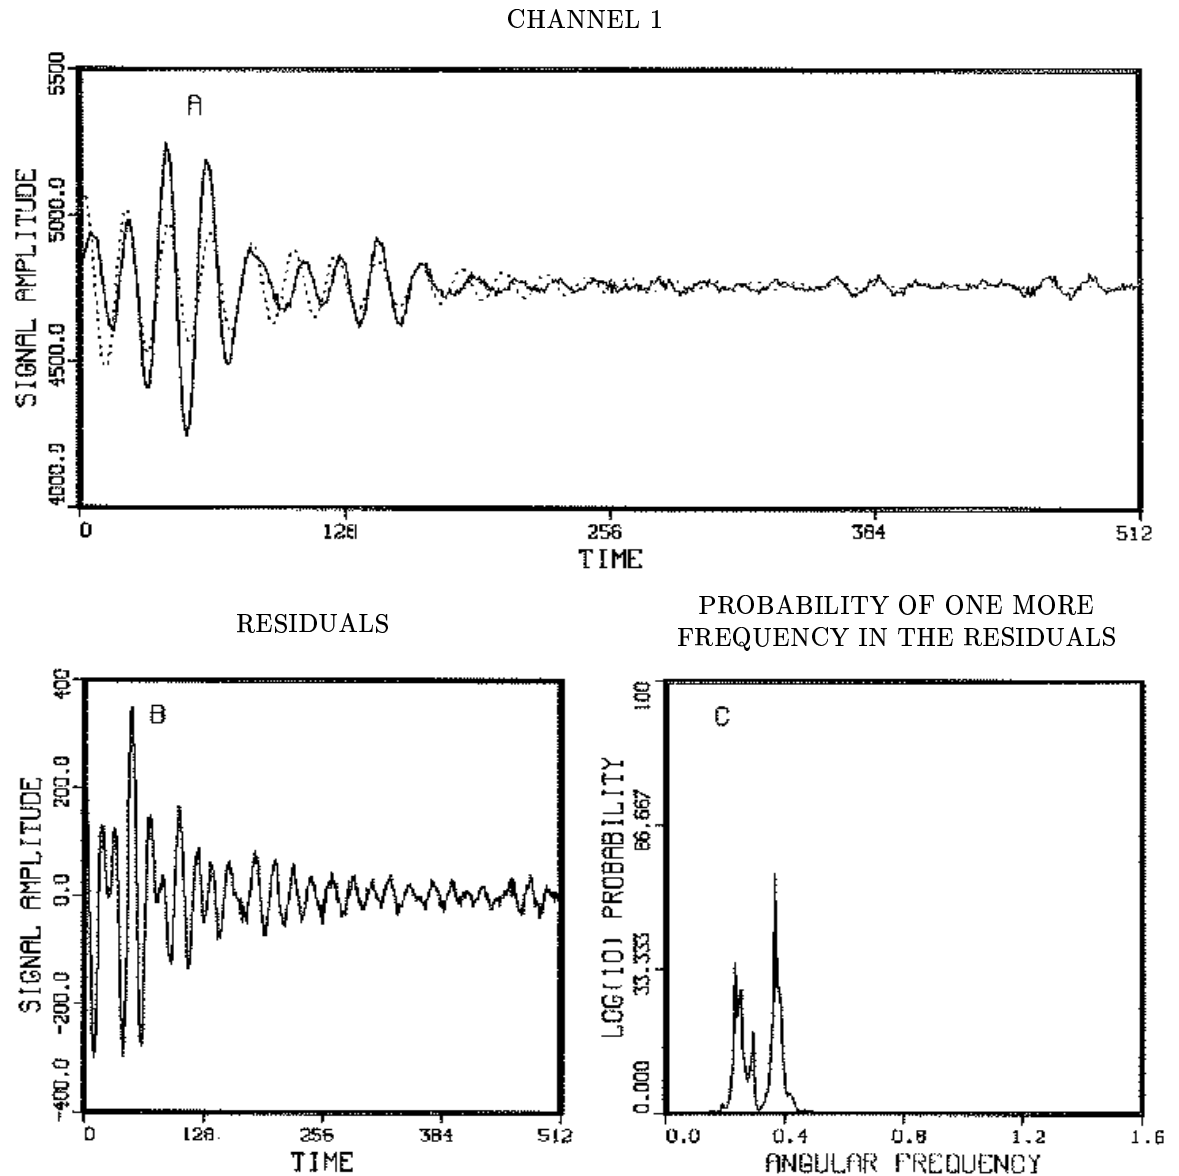 CHANNEL 1
5500
5000.0
4500.0
4000.0
SIGNAL AMPLITUDE
A
0 128 256 384 512
TIME
RESIDUALS
400
200.0
0.0
-200.0
-400.0
SIGNAL AMPLITUDE
B
0 128. 256 384 512
TIME
PROBABILITY OF ONE MORE
FREQUENCY IN THE RESIDUALS
100
66.667
33.333
0.000
LOG(10) PROBABILITY
C
0.0 0.4 0.8 1.2 1.6
ANGULAR FREQUENCY